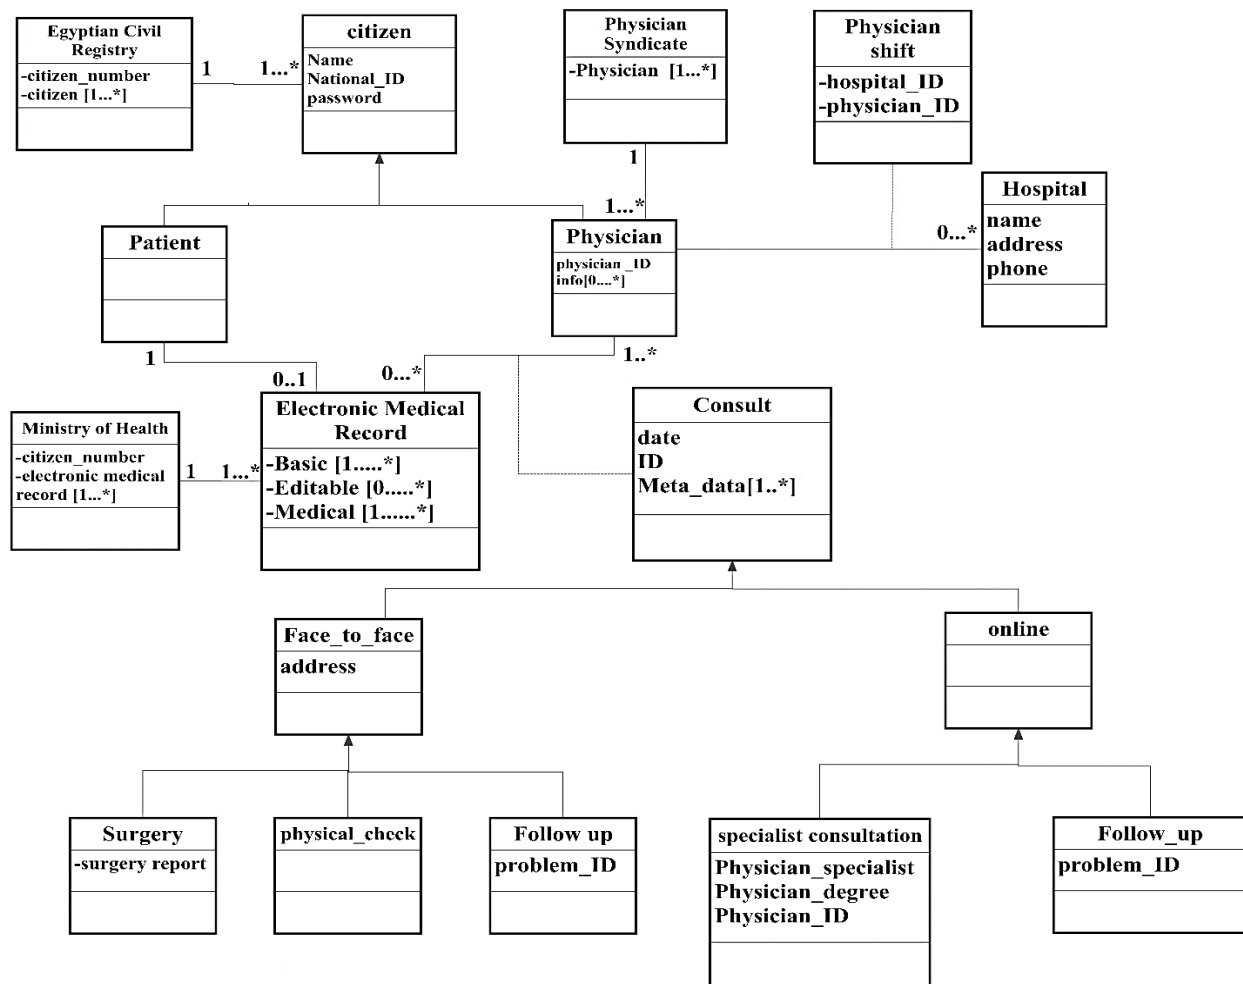 Egyptian Civil
Registry
-citizen_number
-citizen [1...*]
1
1...*
citizen
Name
National_ID
password
Physician
Syndicate
-Physician [1...*]
1
1...*
Physician
shift
-hospital_ID
-physician_ID
Hospital
name
address
phone
0...*
Patient
Physician
physician _ID
info[0....*]
1
0..1
0...*
1..*
Ministry of Health
-citizen_number
-electronic medical
record [1...*]
1
1...*
Electronic Medical
Record
-Basic [1.....*]
-Editable [0.....*]
-Medical [1......*]
Consult
date
ID
Meta_data[1..*]
Face_to_face
address
online
Surgery
-surgery report
physical_check
Follow up
problem_ID
specialist consultation
Physician_specialist
Physician_degree
Physician_ID
Follow_up
problem_ID